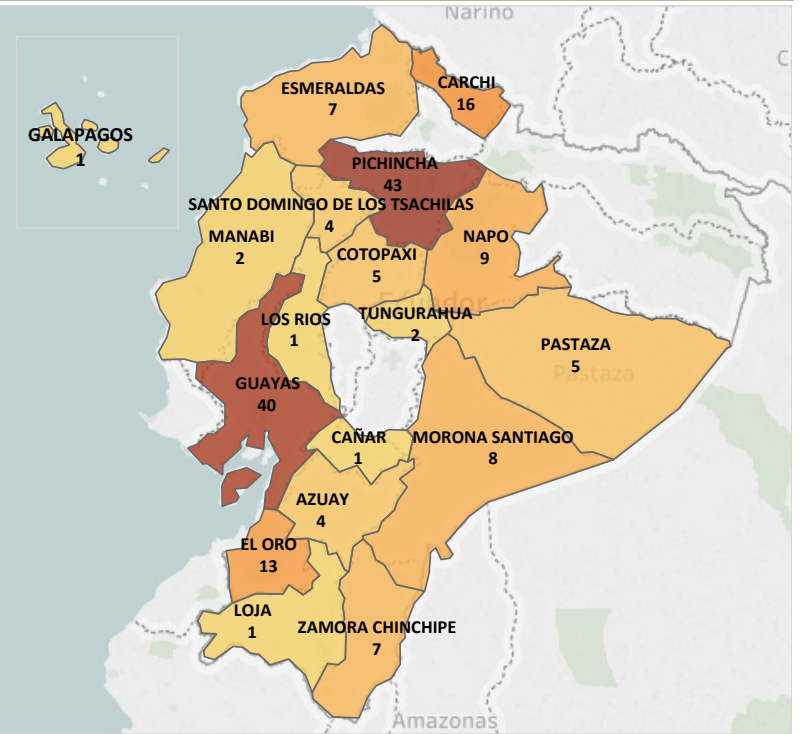 Nariño
ESMERALDAS
7
CARCHI
16
GALAPAGOS
1
PICHINCHA
43
SANTO DOMINGO DE LOS TSACHILAS
4
MANABI
2
NAPO
9
COTOPAXI
5
Ecuador
TUNGURAHUA
2
LOS RIOS
1
PASTAZA
5
Pastaza
GUAYAS
40
CAÑAR
1
MORONA SANTIAGO
8
AZUAY
4
EL ORO
13
LOJA
1
ZAMORA CHINCHIPE
7
Amazonas